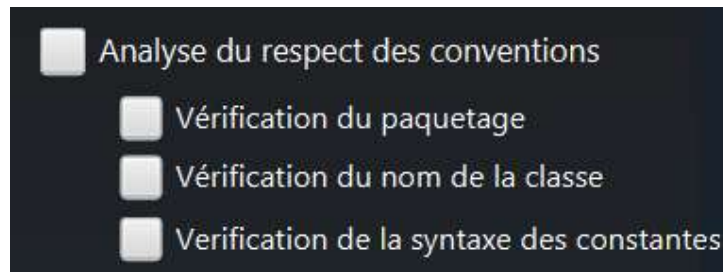 Analyse du respect des conventions
Vérification du paquetage
Vérification du nom de la classe
Verification de la syntaxe des constantes